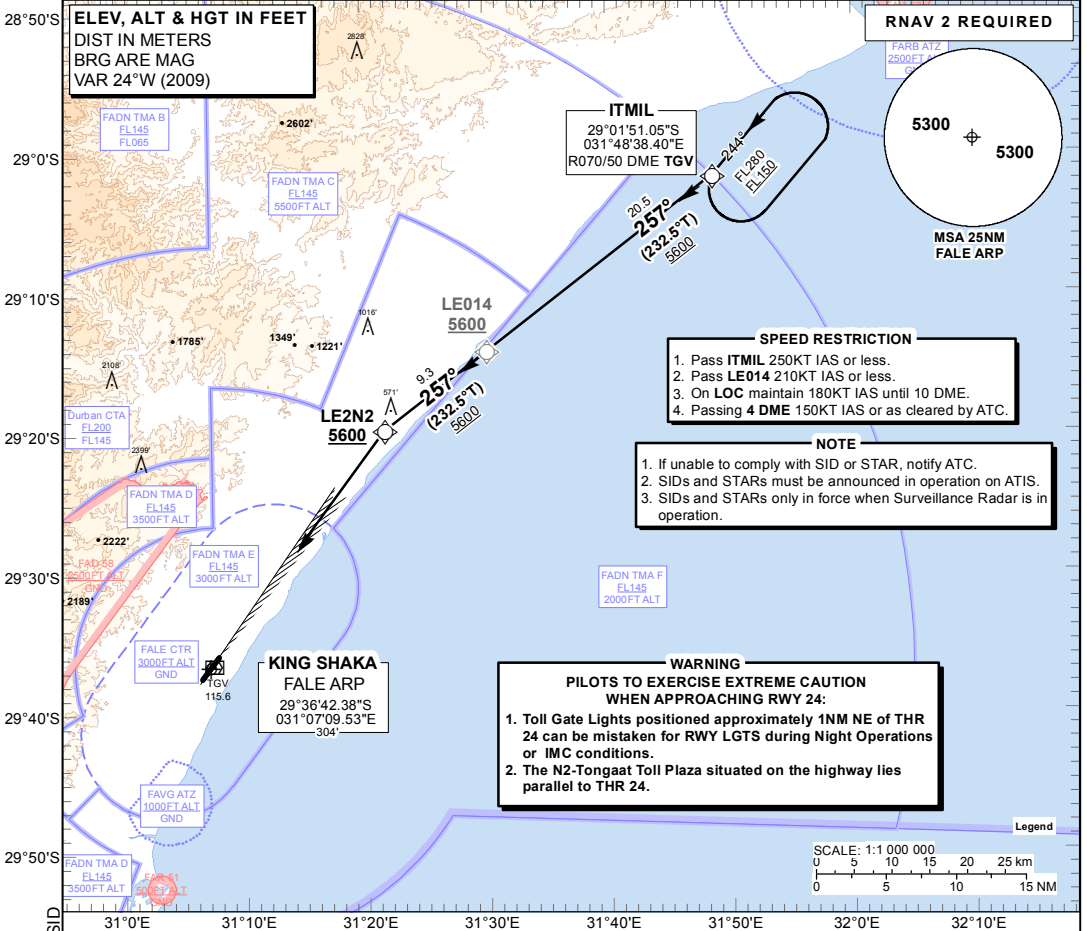 28°50'S
ELEV, ALT & HGT IN FEET
DIST IN METERS
BRG ARE MAG
VAR 24°W (2009)
2828'
RNAV 2 REQUIRED
FARB ATZ
2500FT ALT
5300
5300
MSA 25NM
FALE ARP
FADN TMA B
FL145
FL065
2602'
ITMIL
29°01'51.05"S
031°48'38.40"E
R070/50 DME TGV
244°
FL280
FL150
29°0'S
FADN TMA C
FL145
5500FT ALT
20.5
257°
(232.5°T)
5600
29°10'S
LE014
5600
1016'
1785'
1349'
1221'
2108'
571'
9.3
257°
(232.5°T)
5600
SPEED RESTRICTION
1. Pass ITMIL 250KT IAS or less.
2. Pass LE014 210KT IAS or less.
3. On LOC maintain 180KT IAS until 10 DME.
4. Passing 4 DME 150KT IAS or as cleared by ATC.
LE2N2
5600
Durban CTA
FL200
FL145
29°20'S
2399'
NOTE
1. If unable to comply with SID or STAR, notify ATC.
2. SIDs and STARs must be announced in operation on ATIS.
3. SIDs and STARs only in force when Surveillance Radar is in
operation.
FADN TMA D
FL145
3500FT ALT
2222'
FADN TMA E
FL145
3000FT ALT
FAD 58
GND
29°30'S
2189'
FADN TMA F
FL145
2000FT ALT
FALE CTR
3000FT ALT
GND
TGV
115.6
KING SHAKA
FALE ARP
29°36'42.38"S
031°07'09.53"E
304'
WARNING
PILOTS TO EXERCISE EXTREME CAUTION
WHEN APPROACHING RWY 24:
1. Toll Gate Lights positioned approximately 1NM NE of THR
24 can be mistaken for RWY LGTS during Night Operations
or IMC conditions.
2. The N2-Tongaat Toll Plaza situated on the highway lies
parallel to THR 24.
29°40'S
FAVG ATZ
1000FT ALT
GND
Legend
29°50'S
FADN TMA D
FL145
3500FT ALT
FAR 51
500FT ALT
SCALE: 1:1 000 000
0 5 10 15 20 25 km
0 5 10 15 NM
SID
31°0'E 31°10'E 31°20'E 31°30'E 31°40'E 31°50'E 32°0'E 32°10'E